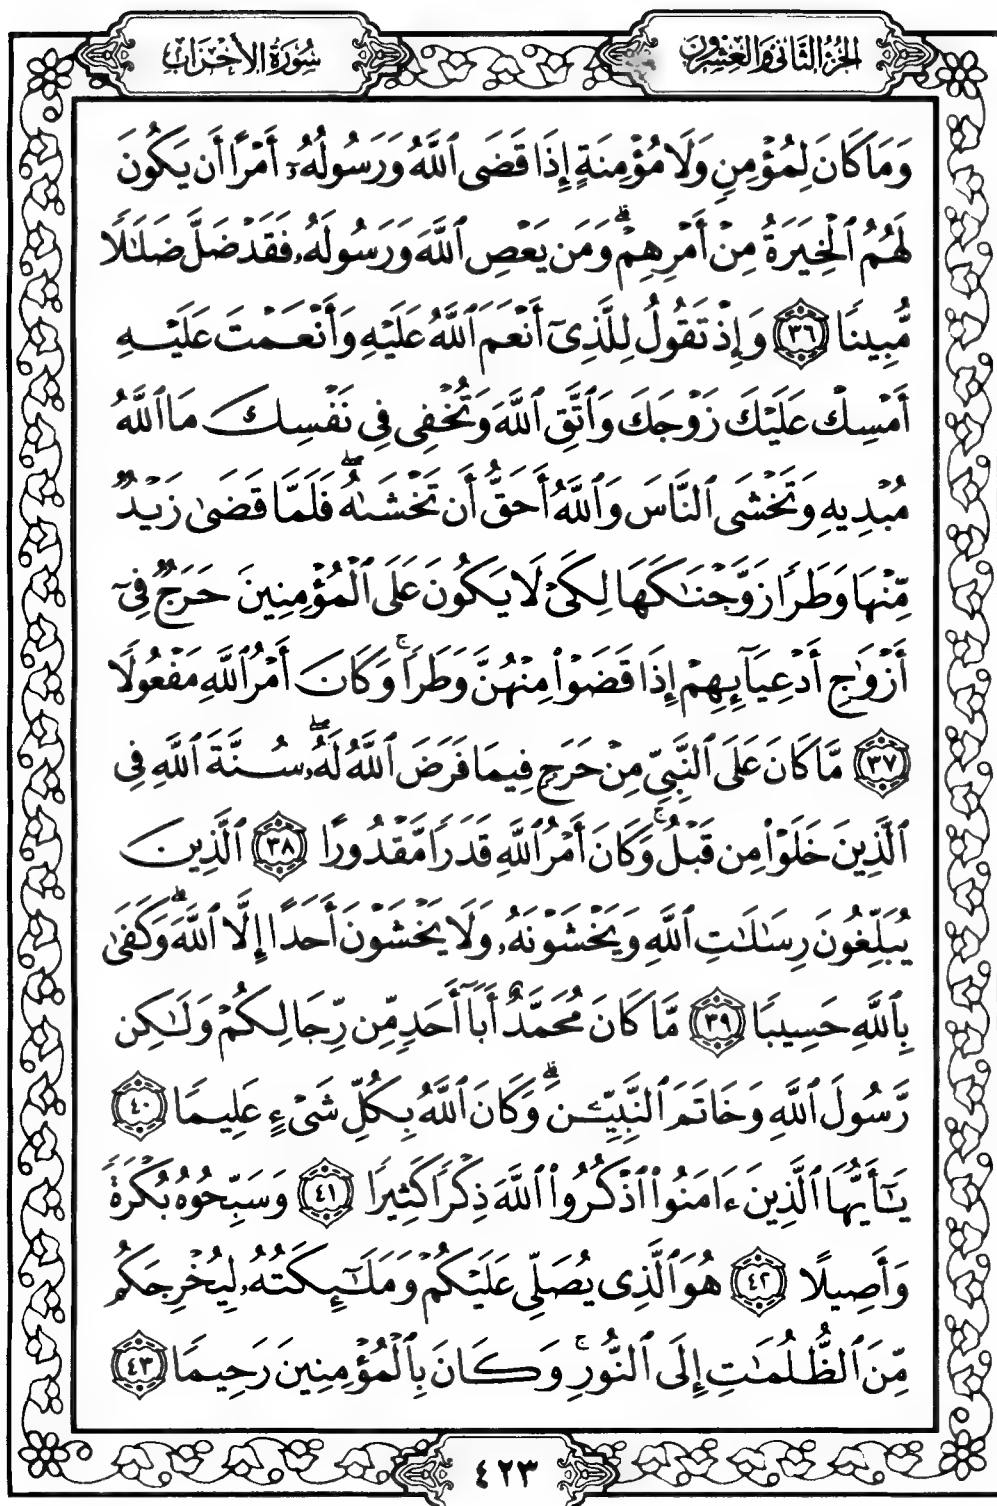 الجزء الثاني والعشرون
سورة الأحزاب
وَمَا كَانَ لِمُؤْمِنٍ وَلَا مُؤْمِنَةٍ إِذَا قَضَى ٱللَّهُ وَرَسُولُهُۥٓ أَمْرًا أَن يَكُونَ
لَهُمُ ٱلْخِيَرَةُ مِنْ أَمْرِهِمْ ۗ وَمَن يَعْصِ ٱللَّهَ وَرَسُولَهُۥ فَقَدْ ضَلَّ ضَلَٰلًا
مُّبِينًا ٣٦ وَإِذْ تَقُولُ لِلَّذِىٓ أَنْعَمَ ٱللَّهُ عَلَيْهِ وَأَنْعَمْتَ عَلَيْهِ
أَمْسِكْ عَلَيْكَ زَوْجَكَ وَٱتَّقِ ٱللَّهَ وَتُخْفِى فِى نَفْسِكَ مَا ٱللَّهُ
مُبْدِيهِ وَتَخْشَى ٱلنَّاسَ وَٱللَّهُ أَحَقُّ أَن تَخْشَىٰهُ ۖ فَلَمَّا قَضَىٰ زَيْدٌ
مِّنْهَا وَطَرًا زَوَّجْنَٰكَهَا لِكَىْ لَا يَكُونَ عَلَى ٱلْمُؤْمِنِينَ حَرَجٌ فِىٓ
أَزْوَٰجِ أَدْعِيَآئِهِمْ إِذَا قَضَوْا۟ مِنْهُنَّ وَطَرًا ۚ وَكَانَ أَمْرُ ٱللَّهِ مَفْعُولًا
٣٧ مَّا كَانَ عَلَى ٱلنَّبِىِّ مِنْ حَرَجٍ فِيمَا فَرَضَ ٱللَّهُ لَهُۥ ۖ سُنَّةَ ٱللَّهِ فِى
ٱلَّذِينَ خَلَوْا۟ مِن قَبْلُ ۚ وَكَانَ أَمْرُ ٱللَّهِ قَدَرًا مَّقْدُورًا ٣٨ ٱلَّذِينَ
يُبَلِّغُونَ رِسَٰلَٰتِ ٱللَّهِ وَيَخْشَوْنَهُۥ وَلَا يَخْشَوْنَ أَحَدًا إِلَّا ٱللَّهَ ۗ وَكَفَىٰ
بِٱللَّهِ حَسِيبًا ٣٩ مَّا كَانَ مُحَمَّدٌ أَبَآ أَحَدٍ مِّن رِّجَالِكُمْ وَلَٰكِن
رَّسُولَ ٱللَّهِ وَخَاتَمَ ٱلنَّبِيِّۦنَ ۗ وَكَانَ ٱللَّهُ بِكُلِّ شَىْءٍ عَلِيمًا ٤٠
يَٰٓأَيُّهَا ٱلَّذِينَ ءَامَنُوا۟ ٱذْكُرُوا۟ ٱللَّهَ ذِكْرًا كَثِيرًا ٤١ وَسَبِّحُوهُ بُكْرَةً
وَأَصِيلًا ٤٢ هُوَ ٱلَّذِى يُصَلِّى عَلَيْكُمْ وَمَلَٰٓئِكَتُهُۥ لِيُخْرِجَكُم
مِّنَ ٱلظُّلُمَٰتِ إِلَى ٱلنُّورِ ۚ وَكَانَ بِٱلْمُؤْمِنِينَ رَحِيمًا ٤٣
٤٢٣